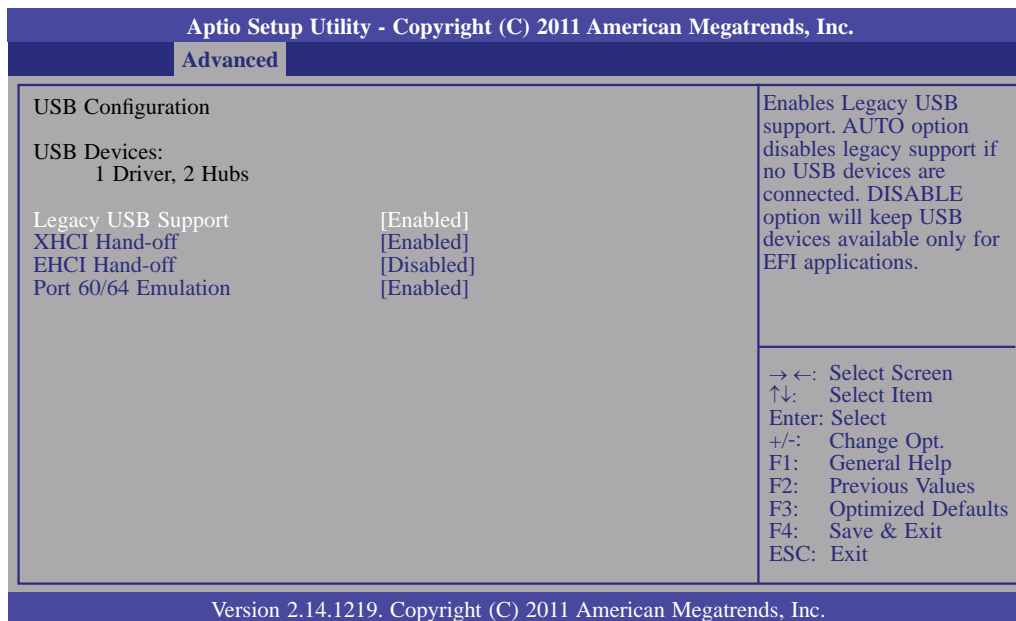 Aptio Setup Utility - Copyright (C) 2011 American Megatrends, Inc.
Advanced
USB Configuration
USB Devices:
1 Driver, 2 Hubs
Legacy USB Support [Enabled]
XHCI Hand-off [Enabled]
EHCI Hand-off [Disabled]
Port 60/64 Emulation [Enabled]
Enables Legacy USB
support. AUTO option
disables legacy support if
no USB devices are
connected. DISABLE
option will keep USB
devices available only for
EFI applications.
→←: Select Screen
↑↓: Select Item
Enter: Select
+/-: Change Opt.
F1: General Help
F2: Previous Values
F3: Optimized Defaults
F4: Save & Exit
ESC: Exit
Version 2.14.1219. Copyright (C) 2011 American Megatrends, Inc.